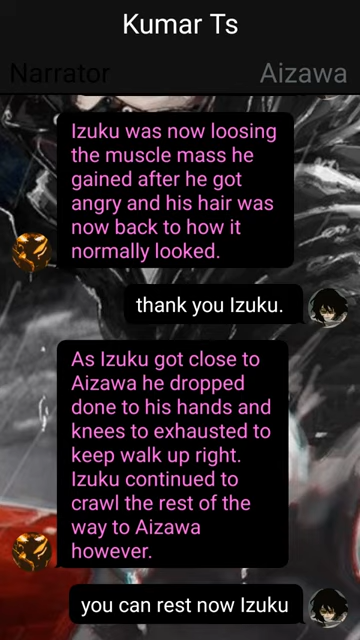 Kumar Ts
Narrator
Aizawa
Izuku was now loosing
the muscle mass he
gained after he got
angry and his hair was
now back to how it
normally looked.
thank you Izuku.
As Izuku got close to
Aizawa he dropped
done to his hands and
knees to exhausted to
keep walk up right.
Izuku continued to
crawl the rest of the
way to Aizawa
however.
you can rest now Izuku